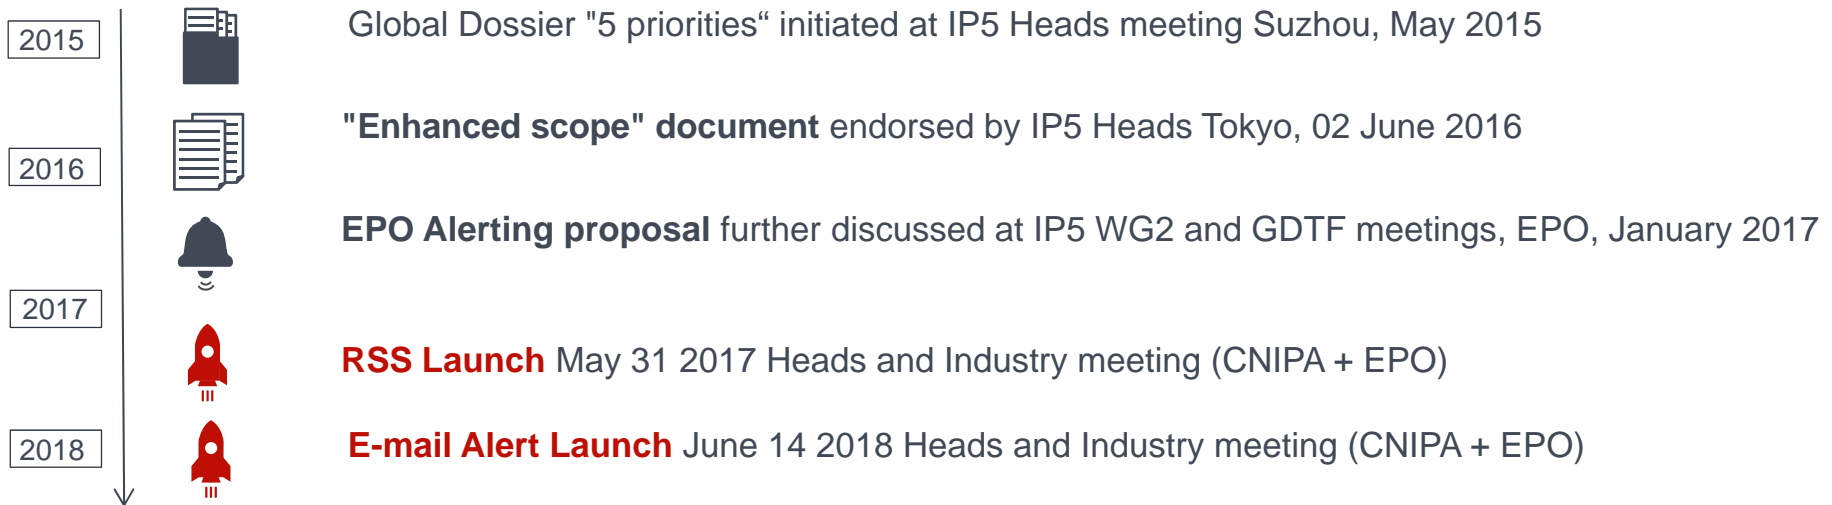 2015
Global Dossier "5 priorities“ initiated at IP5 Heads meeting Suzhou, May 2015
"Enhanced scope" document endorsed by IP5 Heads Tokyo, 02 June 2016
2016
EPO Alerting proposal further discussed at IP5 WG2 and GDTF meetings, EPO, January 2017
2017
RSS Launch May 31 2017 Heads and Industry meeting (CNIPA + EPO)
2018
E-mail Alert Launch June 14 2018 Heads and Industry meeting (CNIPA + EPO)